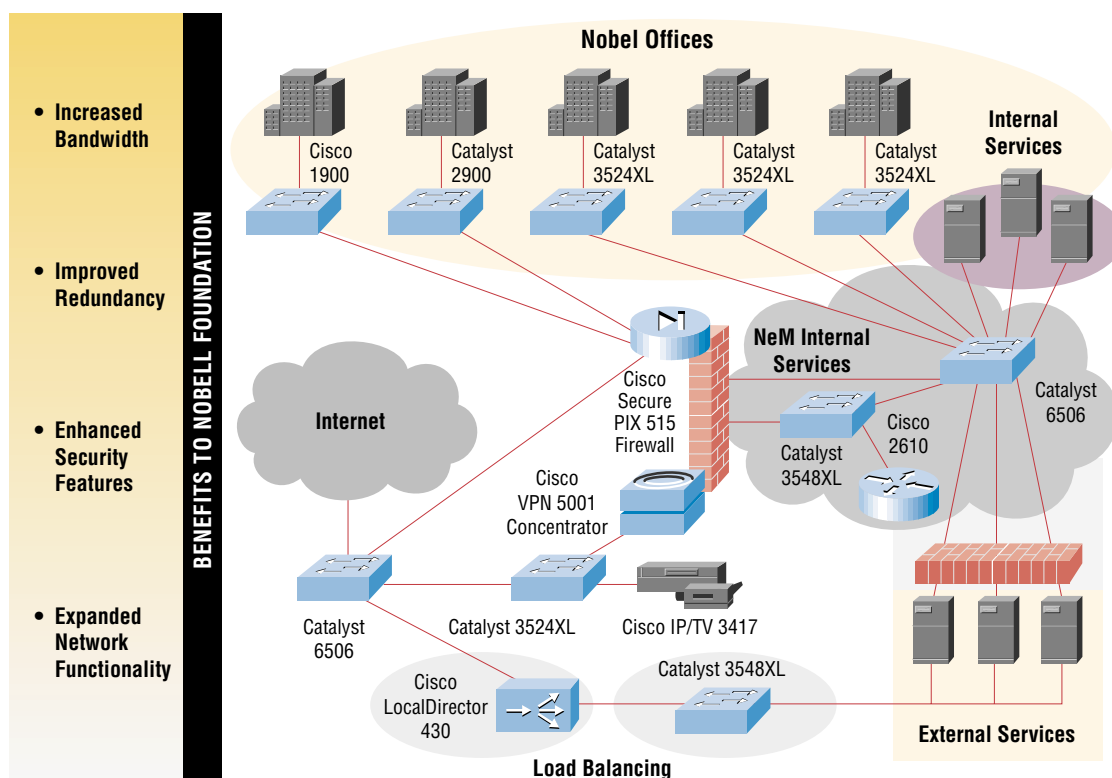 • Increased
Bandwidth
• Improved
Redundancy
• Enhanced
Security
Features
• Expanded
Network
Functionality
BENEFITS TO NOBELL FOUNDATION
Nobel Offices
Cisco
1900
Catalyst
2900
Catalyst
3524XL
Catalyst
3524XL
Catalyst
3524XL
Internal
Services
NeM Internal
Services
Catalyst
6506
Cisco
2610
Catalyst
3548XL
Cisco
Secure
PIX 515
Firewall
Internet
Cisco
VPN 5001
Concentrator
Catalyst
6506
Catalyst 3524XL
Cisco IP/TV 3417
Cisco
LocalDirector
430
Catalyst 3548XL
Load Balancing
External Services